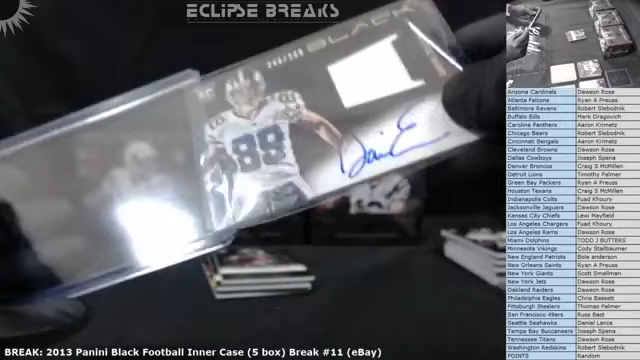 ECLIPSE BREAKS
BLACK
88
Arizona Cardinals Dawson Rose
Atlanta Falcons Ryan A Preuss
Baltimore Ravens Robert Slebodnik
Buffalo Bills Mark Dragovich
Carolina Panthers Aaron Krimetz
Chicago Bears Robert Slebodnik
Cincinnati Bengals Aaron Krimetz
Cleveland Browns Dawson Rose
Dallas Cowboys Joseph Spena
Denver Broncos Craig S McMillen
Detroit Lions Timothy Palmer
Green Bay Packers Ryan A Preuss
Houston Texans Craig S McMillen
Indianapolis Colts Fuad Khoury
Jacksonville Jaguars Dawson Rose
Kansas City Chiefs Lewi Mayfield
Los Angeles Chargers Fuad Khoury
Los Angeles Rams Dawson Rose
Miami Dolphins TODD J BUTTERS
Minnesota Vikings Cody Stallbaumer
New England Patriots Bole anderson
New Orleans Saints Ryan A Preuss
New York Giants Scott Smallman
New York Jets Dawson Rose
Oakland Raiders Dawson Rose
Philadelphia Eagles Chris Bassett
Pittsburgh Steelers Thomas Palmer
San Francisco 49ers Russ Bast
Seattle Seahawks Daniel Lance
Tampa Bay Buccaneers Joseph Spena
Tennessee Titans Dawson Rose
Washington Redskins Robert Slebodnik
POINTS Random
BREAK: 2013 Panini Black Football Inner Case (5 box) Break #11 (eBay)